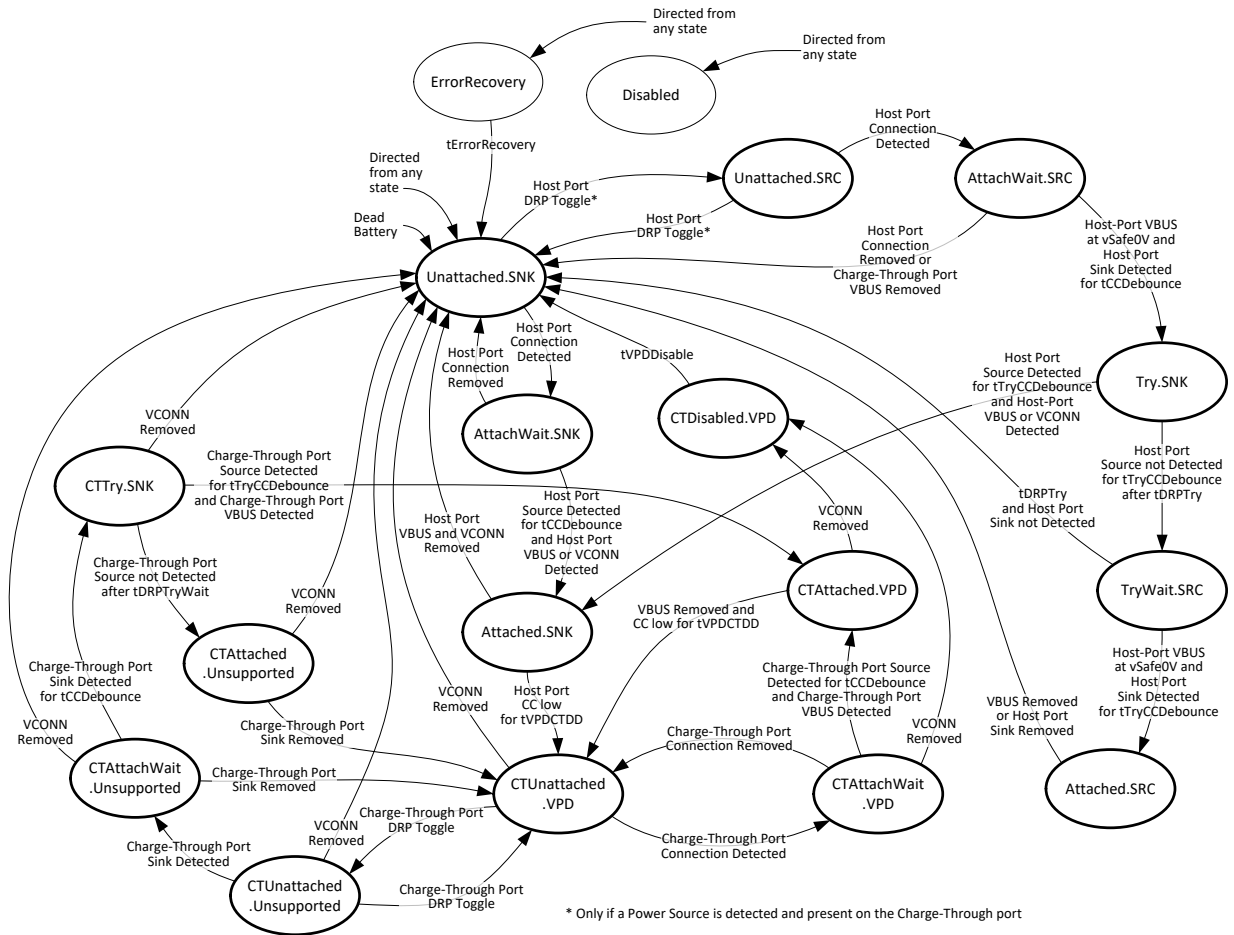 Directed from
any state
ErrorRecovery
Directed from
any state
Disabled
tErrorRecovery
Host Port
Connection
Detected
Directed
from any
state
Host Port
DRP Toggle*
Unattached.SRC
AttachWait.SRC
Dead
Battery
Host Port
DRP Toggle*
Host Port
Connection
Removed or
Charge-Through Port
VBUS Removed
Host-Port VBUS
at vSafe0V and
Host Port
Sink Detected
for tCCDebounce
Unattached.SNK
Host Port
Connection
Detected
Host Port
Connection
Removed
tVPDDisable
Host Port
Source Detected
for tTryCCDebounce
and Host-Port
VBUS or VCONN
Detected
Try.SNK
AttachWait.SNK
CTDisabled.VPD
VCONN
Removed
CTTry.SNK
Charge-Through Port
Source Detected
for tTryCCDebounce
and Charge-Through Port
VBUS Detected
Host Port
Source not Detected
for tTryCCDebounce
after tDRPTry
Host Port
VBUS and VCONN
Removed
Host Port
Source Detected
for tCCDebounce
and Host Port
VBUS or VCONN
Detected
VCONN
Removed
tDRPTry
and Host Port
Sink not Detected
Charge-Through Port
Source not Detected
after tDRPTryWait
VCONN
Removed
CTAttached.VPD
TryWait.SRC
Attached.SNK
VBUS Removed and
CC low for tVPDCTDD
CTAttached
.Unsupported
Charge-Through Port
Sink Detected
for tCCDebounce
Host Port
CC low
for tVPDCTDD
VCONN
Removed
Charge-Through Port Source
Detected for tCCDebounce
and Charge-Through Port
VBUS Detected
Host-Port VBUS
at vSafe0V and
Host Port
Sink Detected
for tTryCCDebounce
VCONN
Removed
Charge-Through Port
Sink Removed
Charge-Through Port
Connection Removed
VCONN
Removed
VBUS Removed
or Host Port
Sink Removed
CTAttachWait
.Unsupported
Charge-Through Port
Sink Removed
CTUnattached
.VPD
CTAttachWait
.VPD
Attached.SRC
VCONN
Removed
Charge-Through Port
DRP Toggle
Charge-Through Port
Connection Detected
Charge-Through Port
Sink Detected
CTUnattached
.Unsupported
Charge-Through Port
DRP Toggle
* Only if a Power Source is detected and present on the Charge-Through port